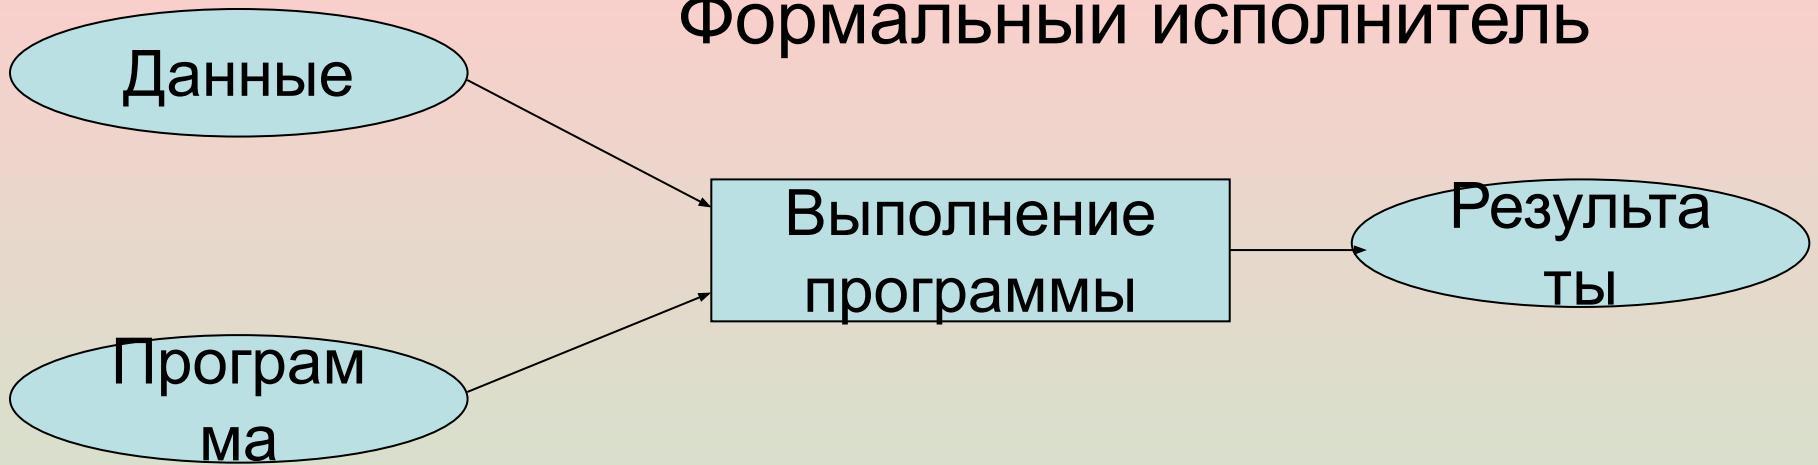 Формальный исполнитель
Данные
Выполнение
программы
Результа
ты
Програм
ма